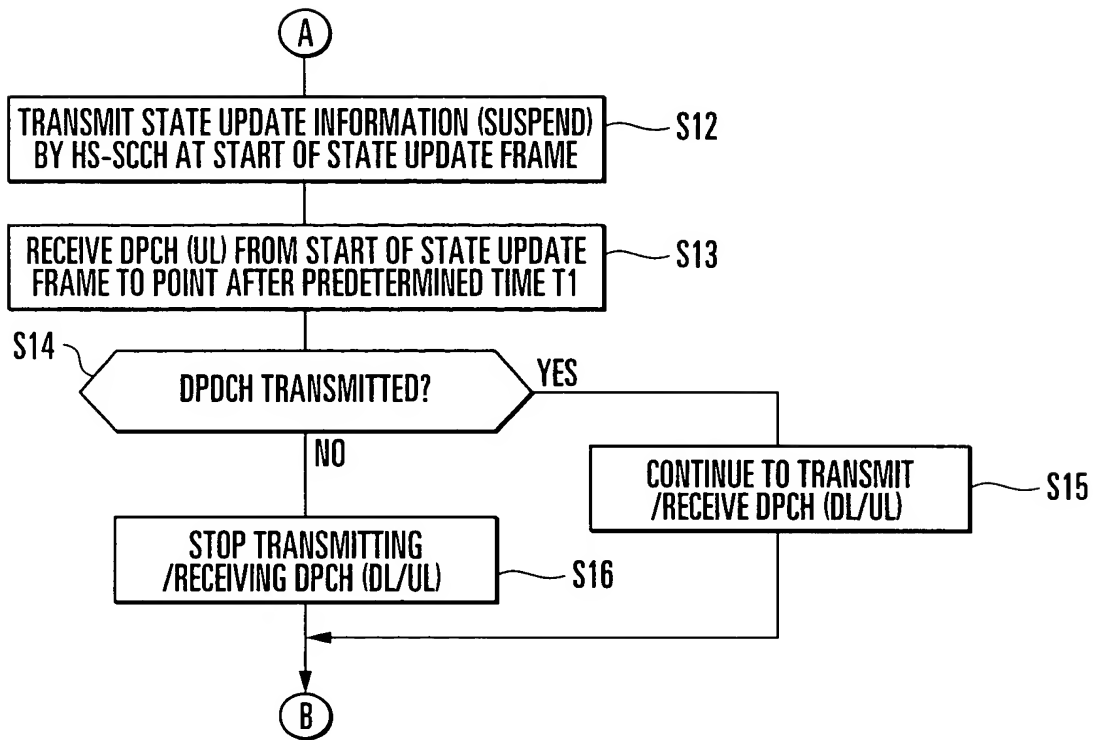 A
TRANSMIT STATE UPDATE INFORMATION (SUSPEND)
BY HS-SCCH AT START OF STATE UPDATE FRAME
S12
RECEIVE DPCH (UL) FROM START OF STATE UPDATE
FRAME TO POINT AFTER PREDETERMINED TIME T1
S13
S14
DPDCH TRANSMITTED?
YES
NO
CONTINUE TO TRANSMIT
/RECEIVE DPCH (DL/UL)
S15
STOP TRANSMITTING
/RECEIVING DPCH (DL/UL)
S16
B